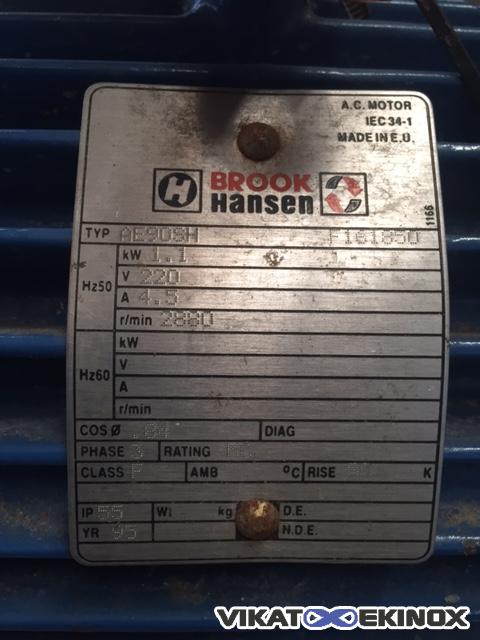 A.C. MOTOR
IEC 34-1
MADE IN E.U.
H BROOK
Hansen
1166
TYP AE90SH F161850
Hz50
kW 1.1
V 220
A 4.5
r/min 2880
Hz60
kW
V
A
r/min
COS Ø .84 DIAG
PHASE 3 RATING
CLASS F AMB °C RISE K
IP 55 Wt kg D.E.
YR 95 N.D.E.
VIKAT EKINOX